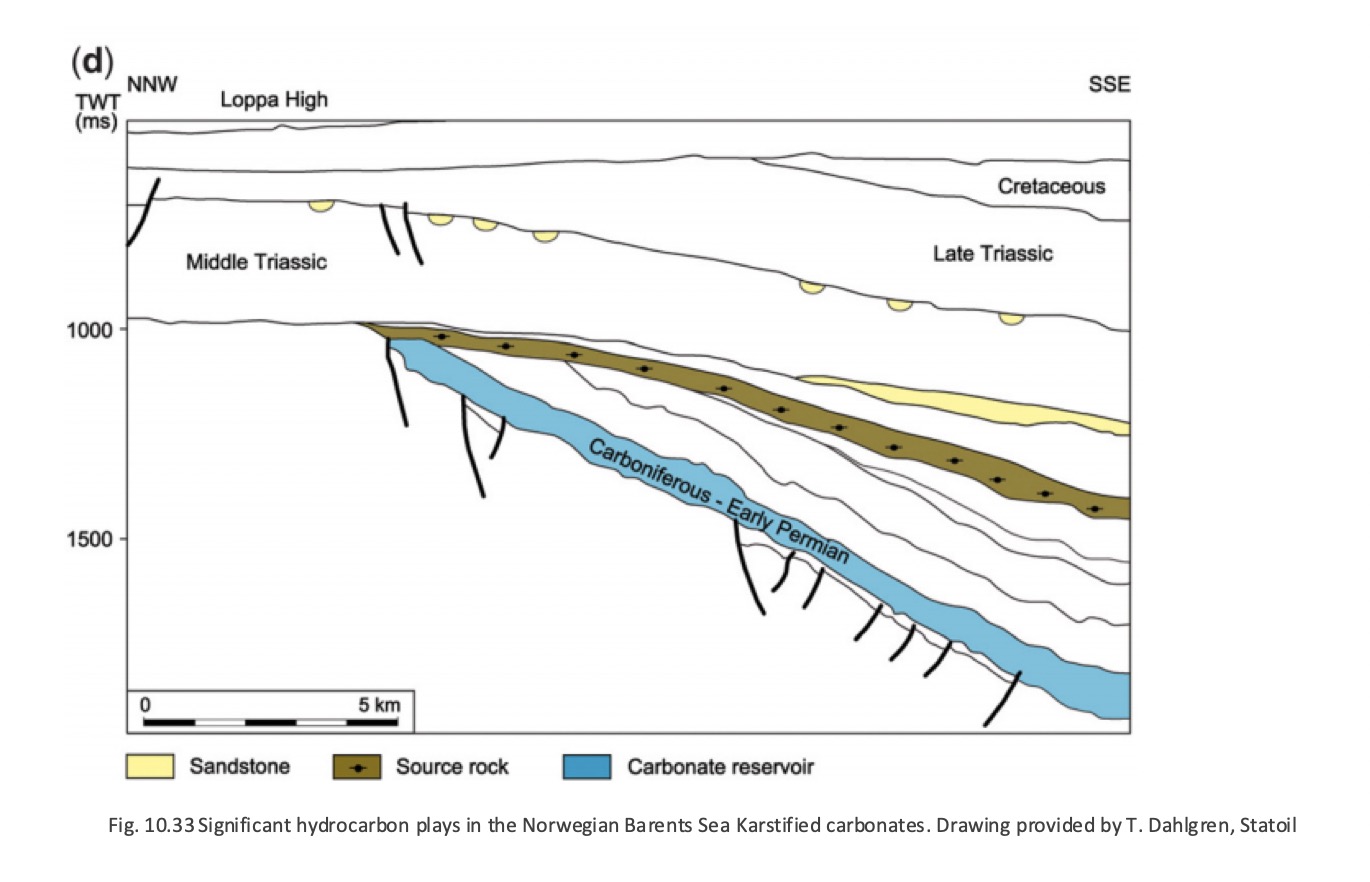 (d)
NNW
SSE
TWT
(ms)
Loppa High
Cretaceous
Late Triassic
Middle Triassic
1000
Carboniferous - Early Permian
1500
0 5 km
Sandstone Source rock Carbonate reservoir
Fig. 10.33 Significant hydrocarbon plays in the Norwegian Barents Sea Karstified carbonates. Drawing provided by T. Dahlgren, Statoil